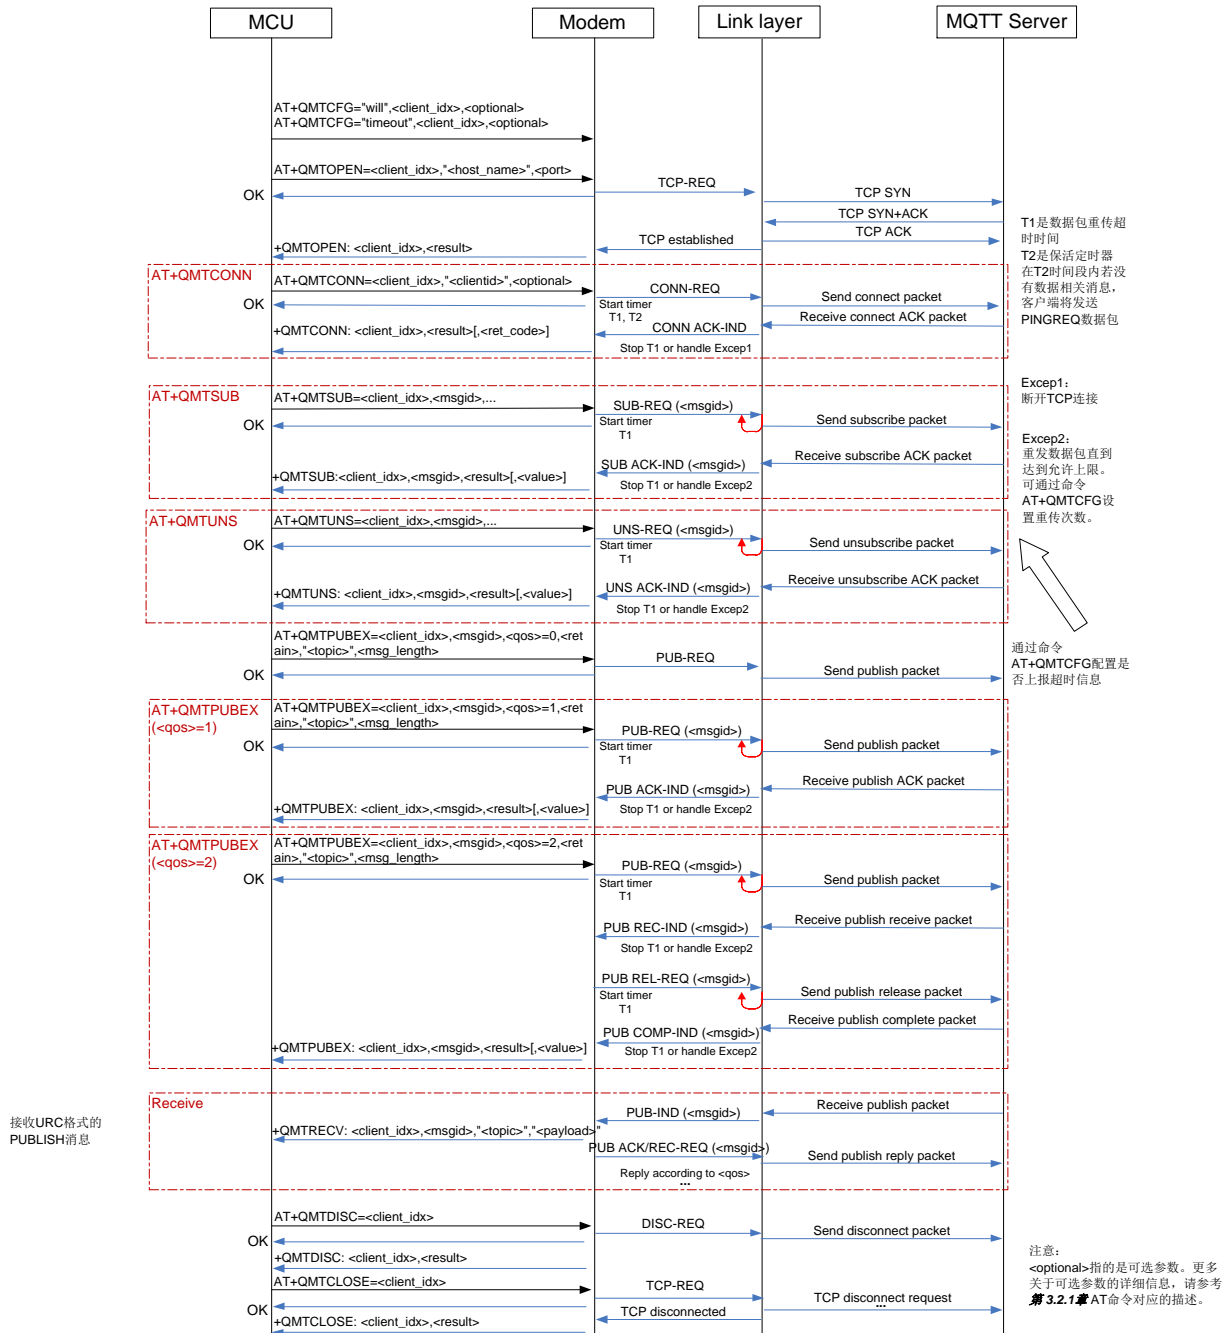 MCU
Modem
Link layer
MQTT Server
AT+QMTCFG="will",<client_idx>,<optional>
AT+QMTCFG="timeout",<client_idx>,<optional>
AT+QMTOPEN=<client_idx>,"<host_name>",<port>
OK
TCP-REQ
TCP SYN
TCP SYN+ACK
TCP ACK
TCP established
+QMTOPEN: <client_idx>,<result>
T1是数据包重传超
时时间
T2是保活定时器
在T2时间段内若没
有数据相关消息，
客户端将发送
PINGREQ数据包
AT+QMTCONN
AT+QMTCONN=<client_idx>,"<clientid>",<optional>
OK
CONN-REQ
Start timer
T1, T2
Send connect packet
Receive connect ACK packet
CONN ACK-IND
+QMTCONN: <client_idx>,<result>[,<ret_code>]
Stop T1 or handle Excep1
Excep1：
断开TCP连接
AT+QMTSUB
AT+QMTSUB=<client_idx>,<msgid>,...
OK
SUB-REQ (<msgid>)
Start timer
T1
Send subscribe packet
Receive subscribe ACK packet
SUB ACK-IND (<msgid>)
+QMTSUB:<client_idx>,<msgid>,<result>[,<value>]
Stop T1 or handle Excep2
Excep2：
重发数据包直到
达到允许上限。
可通过命令
AT+QMTCFG设
置重传次数。
AT+QMTUNS
AT+QMTUNS=<client_idx>,<msgid>,...
OK
UNS-REQ (<msgid>)
Start timer
T1
Send unsubscribe packet
Receive unsubscribe ACK packet
UNS ACK-IND (<msgid>)
+QMTUNS: <client_idx>,<msgid>,<result>[,<value>]
Stop T1 or handle Excep2
通过命令
AT+QMTCFG配置是
否上报超时信息
AT+QMTPUBEX=<client_idx>,<msgid>,<qos>=0,<ret
ain>,"<topic>",<msg_length>
OK
PUB-REQ
Send publish packet
AT+QMTPUBEX
(<qos>=1)
AT+QMTPUBEX=<client_idx>,<msgid>,<qos>=1,<ret
ain>,"<topic>",<msg_length>
OK
PUB-REQ (<msgid>)
Start timer
T1
Send publish packet
Receive publish ACK packet
PUB ACK-IND (<msgid>)
+QMTPUBEX: <client_idx>,<msgid>,<result>[,<value>]
Stop T1 or handle Excep2
AT+QMTPUBEX
(<qos>=2)
AT+QMTPUBEX=<client_idx>,<msgid>,<qos>=2,<ret
ain>,"<topic>",<msg_length>
OK
PUB-REQ (<msgid>)
Start timer
T1
Send publish packet
Receive publish receive packet
PUB REC-IND (<msgid>)
Stop T1 or handle Excep2
PUB REL-REQ (<msgid>)
Start timer
T1
Send publish release packet
Receive publish complete packet
PUB COMP-IND (<msgid>)
+QMTPUBEX: <client_idx>,<msgid>,<result>[,<value>]
Stop T1 or handle Excep2
接收URC格式的
PUBLISH消息
Receive
Receive publish packet
PUB-IND (<msgid>)
+QMTRECV: <client_idx>,<msgid>,"<topic>","<payload>"
PUB ACK/REC-REQ (<msgid>)
Send publish reply packet
Reply according to <qos>
...
AT+QMTDISC=<client_idx>
OK
DISC-REQ
Send disconnect packet
+QMTDISC: <client_idx>,<result>
AT+QMTCLOSE=<client_idx>
OK
TCP-REQ
TCP disconnect request
...
TCP disconnected
+QMTCLOSE: <client_idx>,<result>
注意：
<optional>指的是可选参数。更多
关于可选参数的详细信息，请参考
第 3.2.1章 AT命令对应的描述。